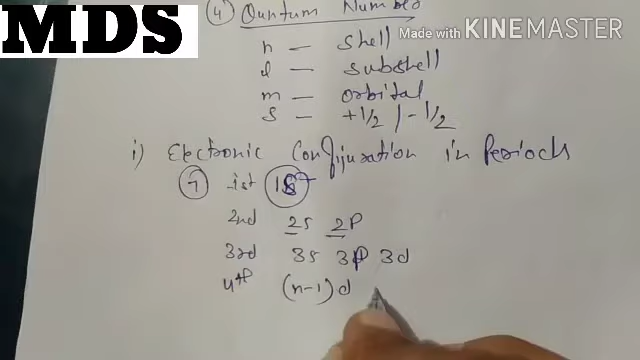 MDS
(4) Quntum Number
Made with KINEMASTER
n — shell
l — subshell
m — orbital
s — +1/2 / -1/2
i) Electronic Configuration in Periods
(7) 1st 1S
2nd 2s 2p
3rd 3s 3p 3d
4th (n-1) d